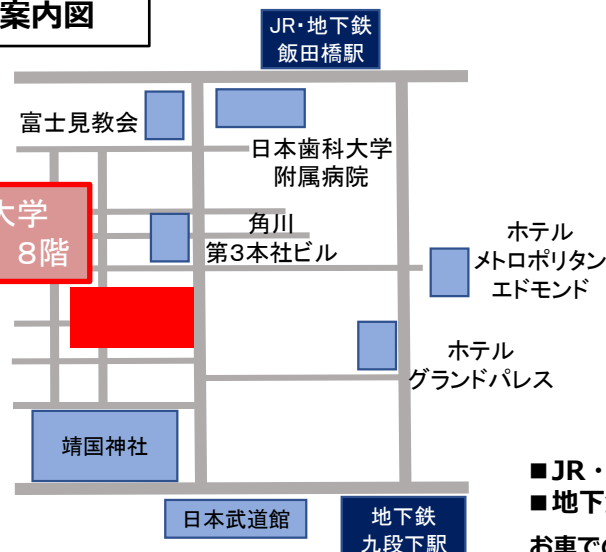 案内図
JR・地下鉄
飯田橋駅
富士見教会
日本歯科大学
附属病院
大学
8階
角川
第3本社ビル
ホテル
メトロポリタン
エドモンド
ホテル
グランドパレス
靖国神社
■JR・
■地下
日本武道館
地下鉄
九段下駅
お車での